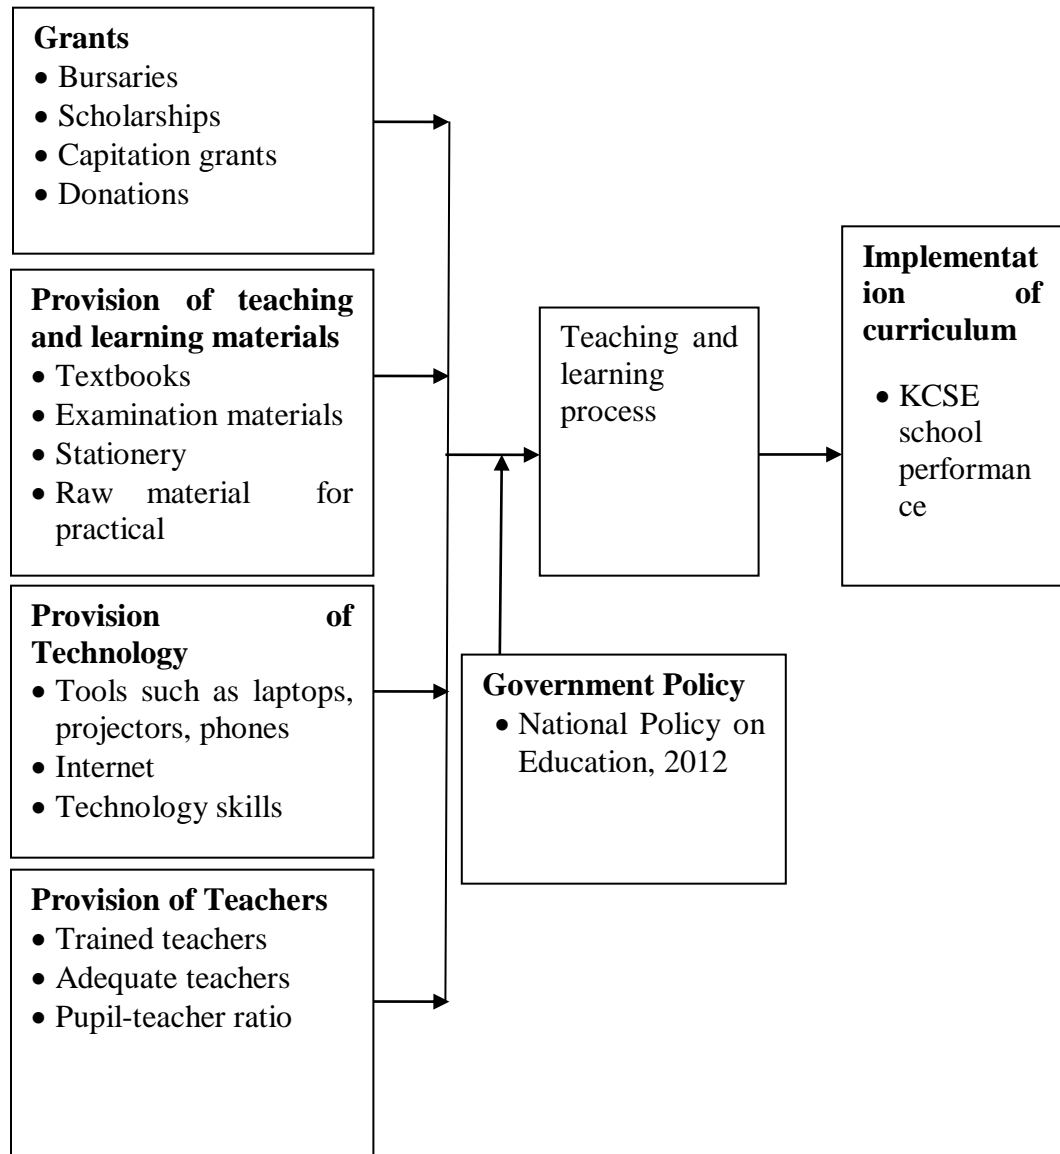 Grants
• Bursaries
• Scholarships
• Capitation grants
• Donations
Provision of teaching
and learning materials
• Textbooks
• Examination materials
• Stationery
• Raw material for
practical
Provision of
Technology
• Tools such as laptops,
projectors, phones
• Internet
• Technology skills
Provision of Teachers
• Trained teachers
• Adequate teachers
• Pupil-teacher ratio
Teaching and
learning
process
Government Policy
• National Policy on
Education, 2012
Implementat
ion of
curriculum
• KCSE
school
performan
ce